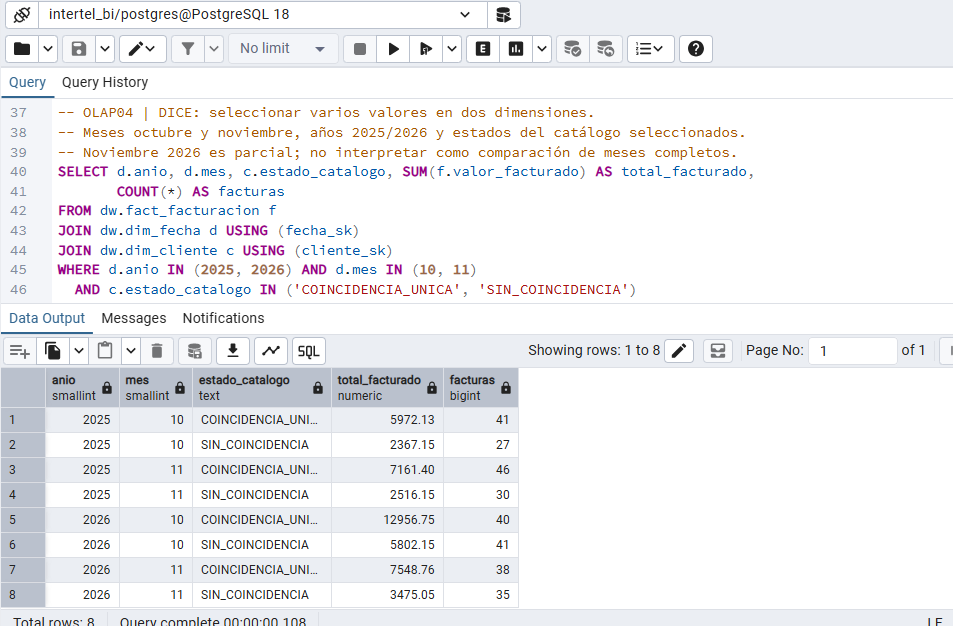 intertel_bi/postgres@PostgreSQL 18
No limit
Query Query History
37 -- OLAP04 | DICE: seleccionar varios valores en dos dimensiones.
38 -- Meses octubre y noviembre, años 2025/2026 y estados del catálogo seleccionados.
39 -- Noviembre 2026 es parcial; no interpretar como comparación de meses completos.
40 SELECT d.anio, d.mes, c.estado_catalogo, SUM(f.valor_facturado) AS total_facturado,
41 COUNT(*) AS facturas
42 FROM dw.fact_facturacion f
43 JOIN dw.dim_fecha d USING (fecha_sk)
44 JOIN dw.dim_cliente c USING (cliente_sk)
45 WHERE d.anio IN (2025, 2026) AND d.mes IN (10, 11)
46 AND c.estado_catalogo IN ('COINCIDENCIA_UNICA', 'SIN_COINCIDENCIA')
Data Output Messages Notifications
SQL Showing rows: 1 to 8 Page No: 1 of 1
anio mes estado_catalogo total_facturado facturas
smallint smallint text numeric bigint
1 2025 10 COINCIDENCIA_UNI... 5972.13 41
2 2025 10 SIN_COINCIDENCIA 2367.15 27
3 2025 11 COINCIDENCIA_UNI... 7161.40 46
4 2025 11 SIN_COINCIDENCIA 2516.15 30
5 2026 10 COINCIDENCIA_UNI... 12956.75 40
6 2026 10 SIN_COINCIDENCIA 5802.15 41
7 2026 11 COINCIDENCIA_UNI... 7548.76 38
8 2026 11 SIN_COINCIDENCIA 3475.05 35
Total rows: 8 Query complete 00:00:00.108 LF